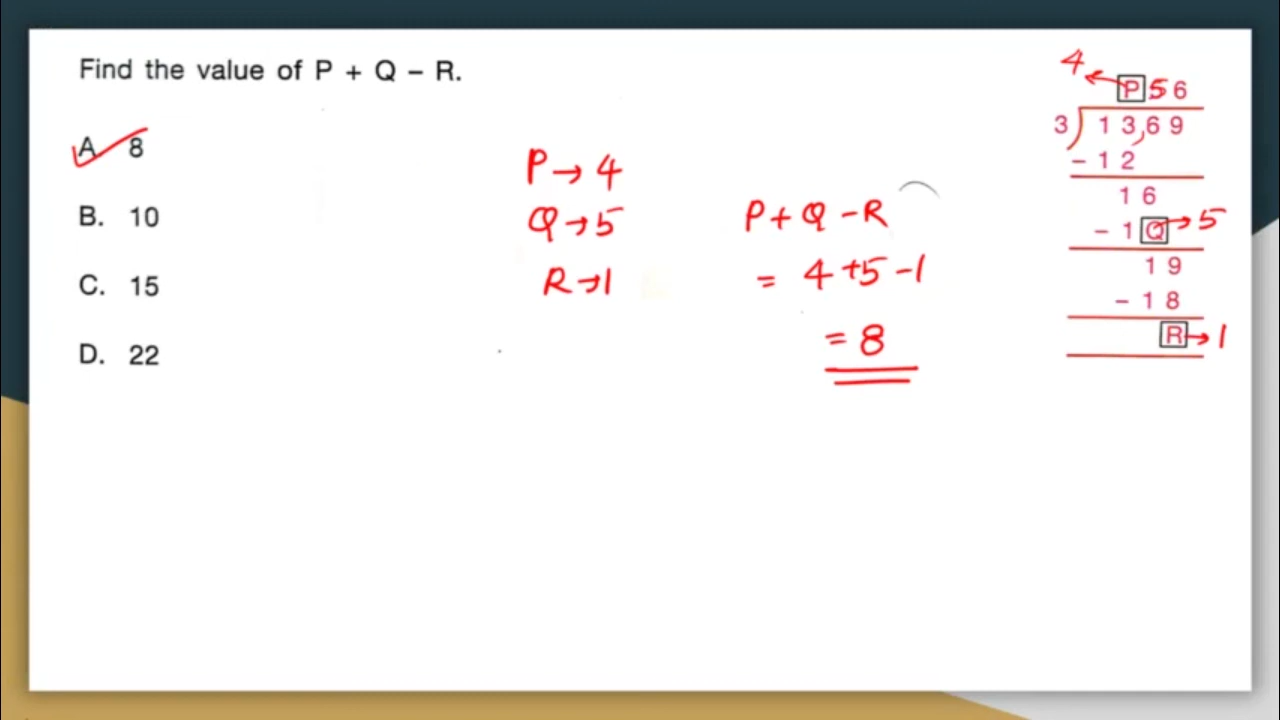 Find the value of P + Q – R.
A 8
B. 10
C. 15
D. 22
P → 4
Q → 5
R → 1
P + Q – R
= 4 + 5 – 1
= 8
4
P 5 6
3 ) 1 3 , 6 9
– 1 2
1 6
– 1 Q → 5
1 9
– 1 8
R → 1